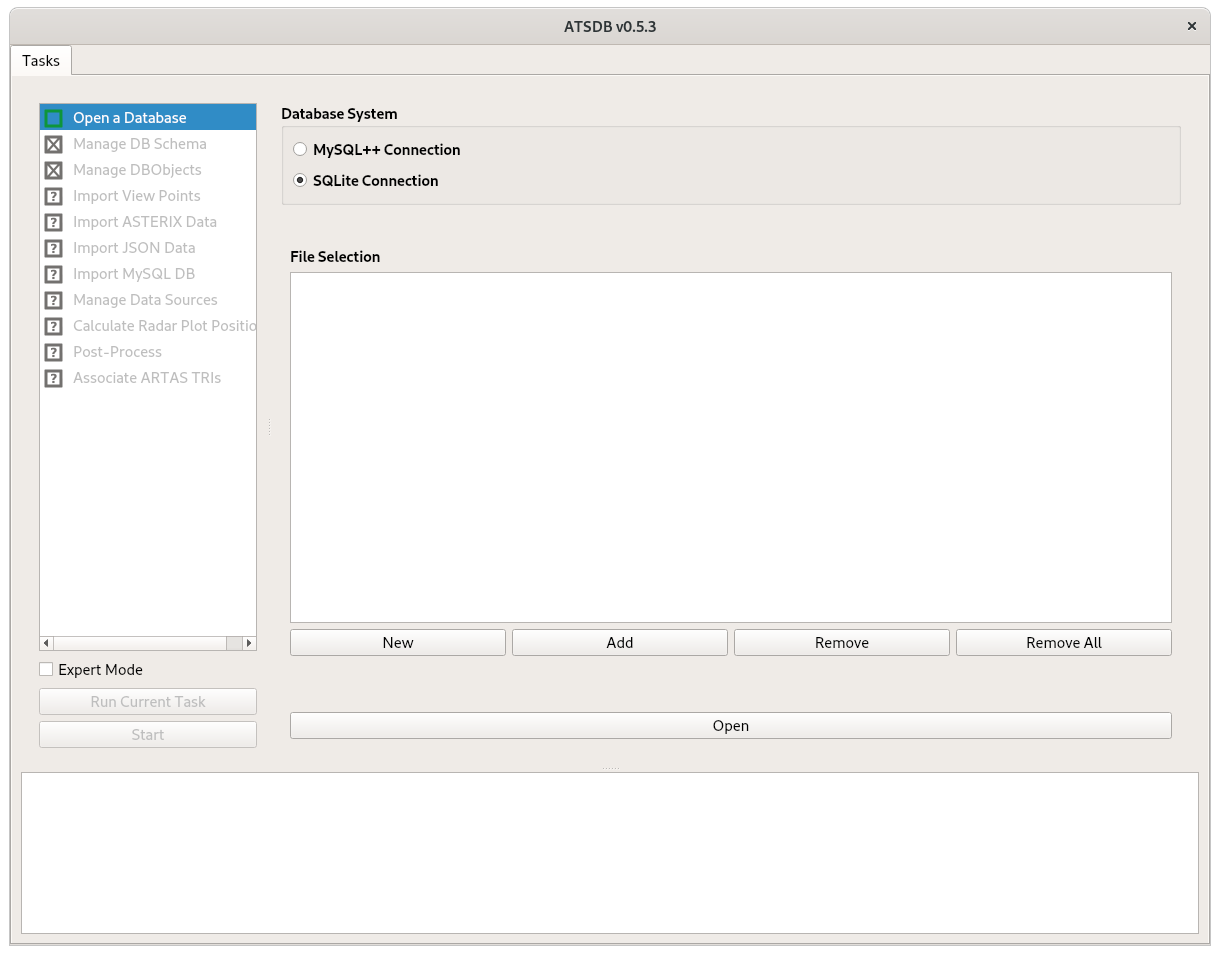 ATSDB v0.5.3
Tasks
Open a Database
Manage DB Schema
Manage DBObjects
Import View Points
Import ASTERIX Data
Import JSON Data
Import MySQL DB
Manage Data Sources
Calculate Radar Plot Positio
Post-Process
Associate ARTAS TRIs
Expert Mode
Run Current Task
Start
Database System
MySQL++ Connection
SQLite Connection
File Selection
New
Add
Remove
Remove All
Open